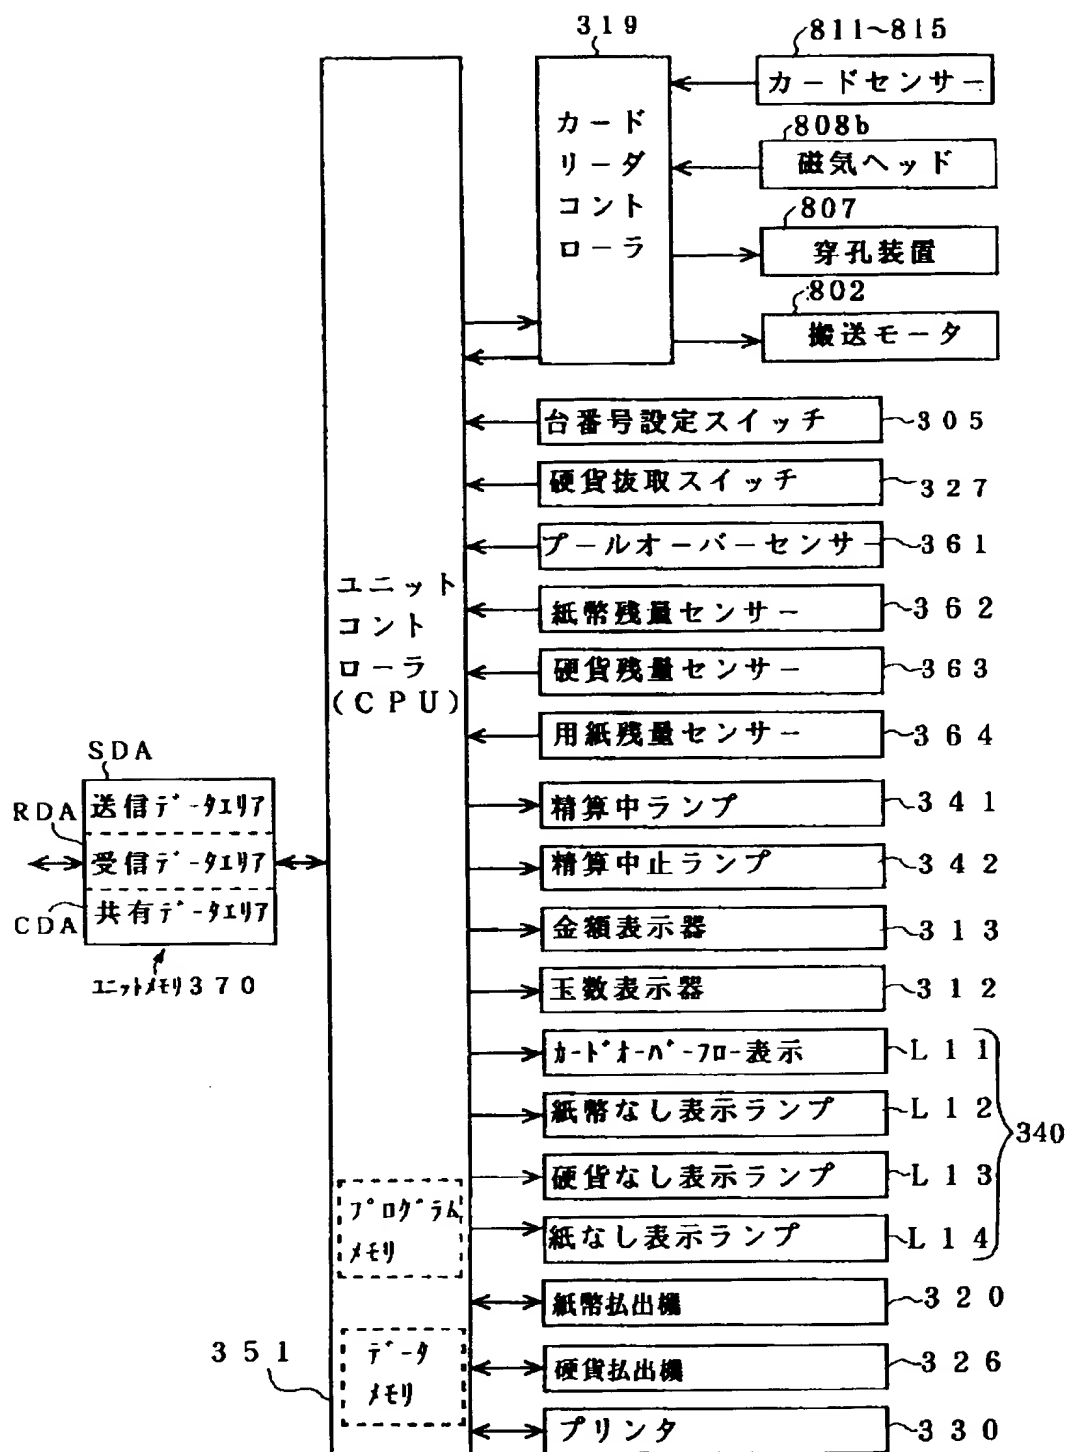 319
カード
リーダ
コント
ローラ
811~815
カードセンサー
808b
磁気ヘッド
807
穿孔装置
802
搬送モータ
台番号設定スイッチ 305
硬貨抜取スイッチ 327
プールオーバーセンサー 361
紙幣残量センサー 362
硬貨残量センサー 363
用紙残量センサー 364
精算中ランプ 341
精算中止ランプ 342
金額表示器 313
玉数表示器 312
カードオーバーフロー表示 L11
紙幣なし表示ランプ L12
硬貨なし表示ランプ L13
紙なし表示ランプ L14
340
紙幣払出機 320
硬貨払出機 326
プリンタ 330
ユニット
コント
ローラ
(CPU)
プログラム
メモリ
データ
メモリ
351
SDA
送信データエリア
RDA
受信データエリア
CDA
共有データエリア
ユニットメモリ370